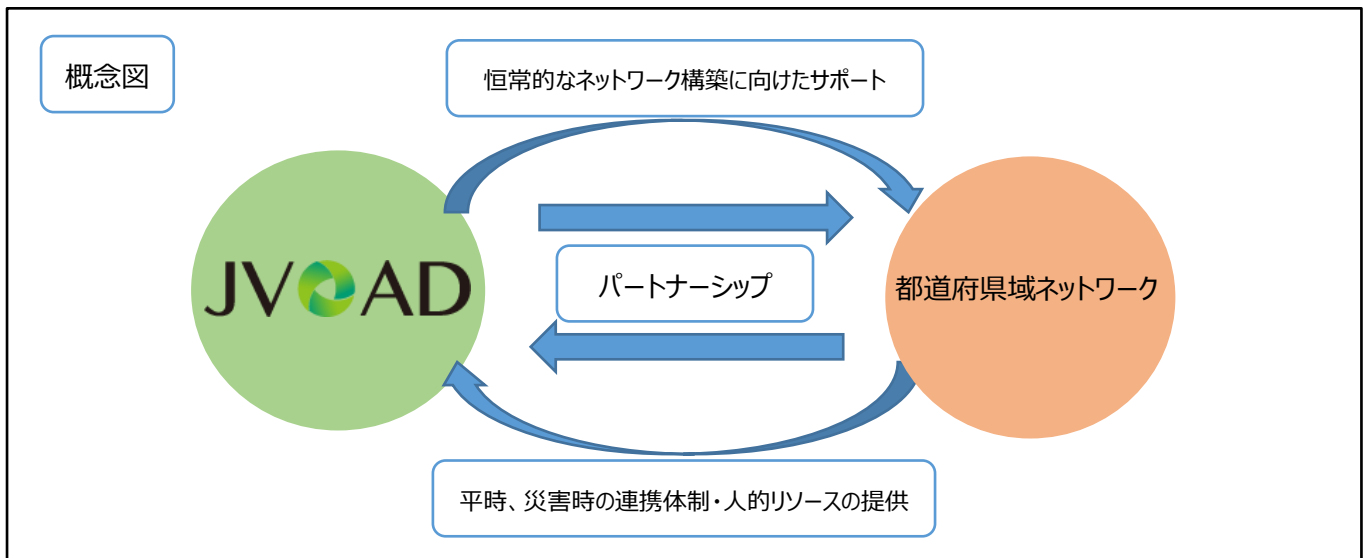 概念図
恒常的なネットワーク構築に向けたサポート
JVOAD
パートナーシップ
都道府県域ネットワーク
平時、災害時の連携体制・人的リソースの提供